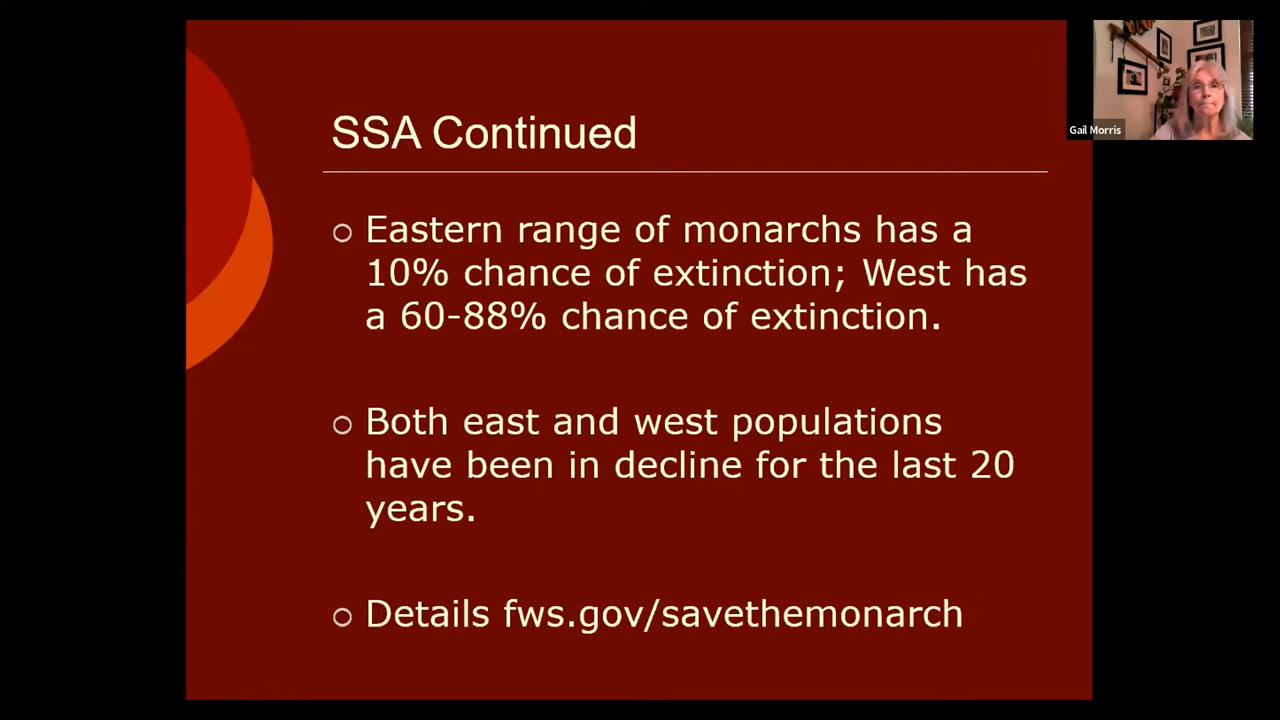 SSA Continued
Eastern range of monarchs has a
10% chance of extinction; West has
a 60-88% chance of extinction.
Both east and west populations
have been in decline for the last 20
years.
Details fws.gov/savethemonarch
Gail Morris